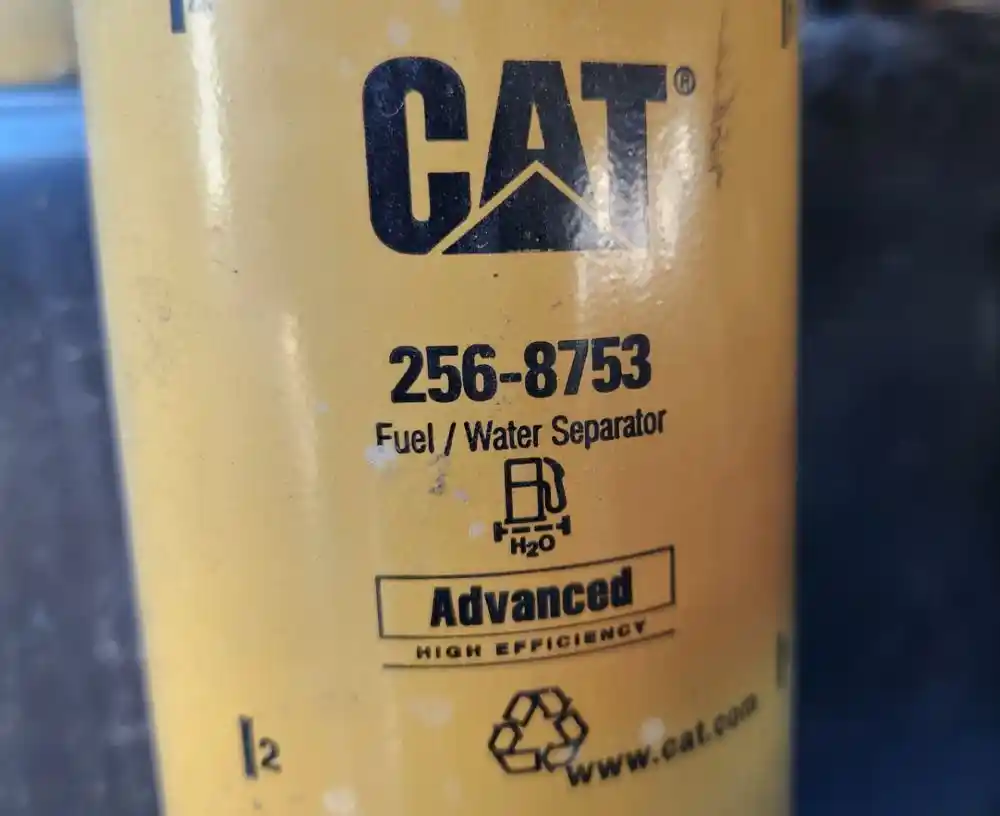 CAT®
256-8753
Fuel / Water Separator
H2O
Advanced
HIGH EFFICIENCY
2
www.cat.com